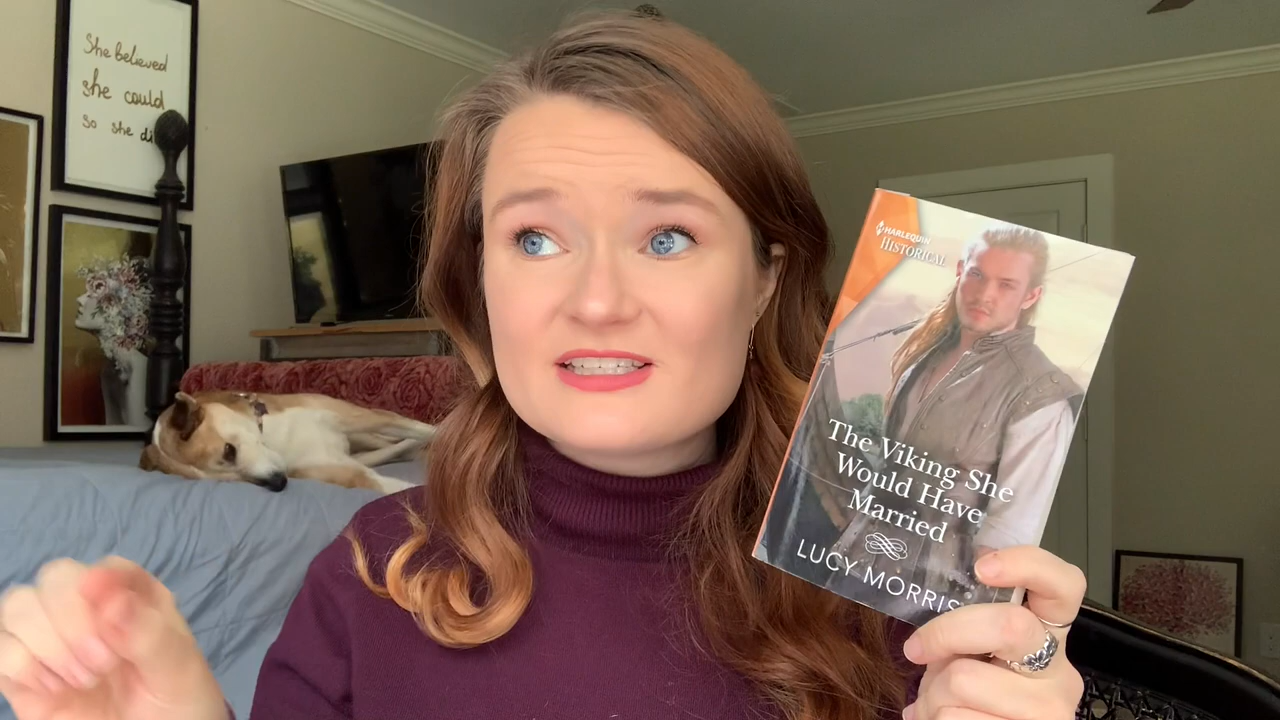 She believed
she could
so she di
HARLEQUIN
HISTORICAL
The Viking She
Would Have
Married
LUCY MORRIS